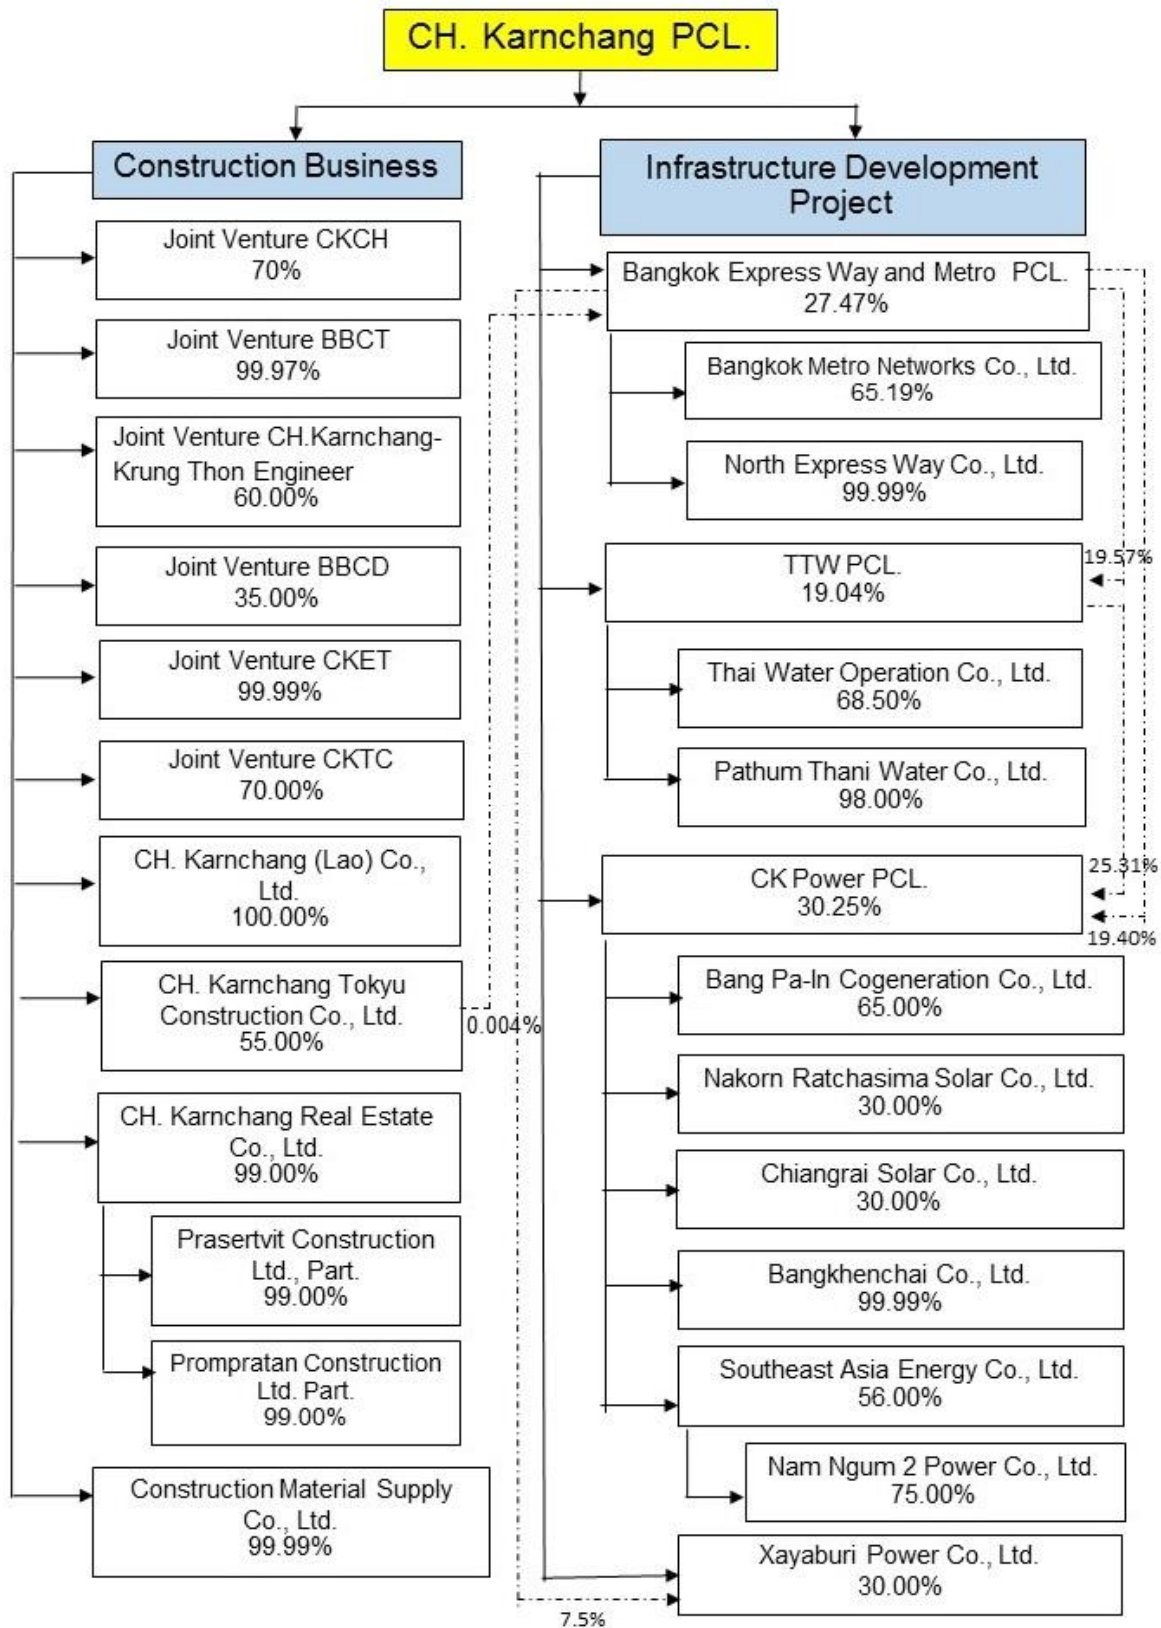 CH. Karnchang PCL.
Construction Business
Joint Venture CKCH
70%
Joint Venture BBCT
99.97%
Joint Venture CH.Karnchang-
Krung Thon Engineer
60.00%
Joint Venture BBCD
35.00%
Joint Venture CKET
99.99%
Joint Venture CKTC
70.00%
CH. Karnchang (Lao) Co.,
Ltd.
100.00%
CH. Karnchang Tokyu
Construction Co., Ltd.
55.00%
0.004%
CH. Karnchang Real Estate
Co., Ltd.
99.00%
Prasertvit Construction
Ltd., Part.
99.00%
Prompratan Construction
Ltd. Part.
99.00%
Construction Material Supply
Co., Ltd.
99.99%
Infrastructure Development
Project
Bangkok Express Way and Metro PCL.
27.47%
Bangkok Metro Networks Co., Ltd.
65.19%
North Express Way Co., Ltd.
99.99%
TTW PCL.
19.04%
19.57%
Thai Water Operation Co., Ltd.
68.50%
Pathum Thani Water Co., Ltd.
98.00%
CK Power PCL.
30.25%
25.31%
19.40%
Bang Pa-In Cogeneration Co., Ltd.
65.00%
Nakorn Ratchasima Solar Co., Ltd.
30.00%
Chiangrai Solar Co., Ltd.
30.00%
Bangkhenchai Co., Ltd.
99.99%
Southeast Asia Energy Co., Ltd.
56.00%
Nam Ngum 2 Power Co., Ltd.
75.00%
Xayaburi Power Co., Ltd.
30.00%
7.5%